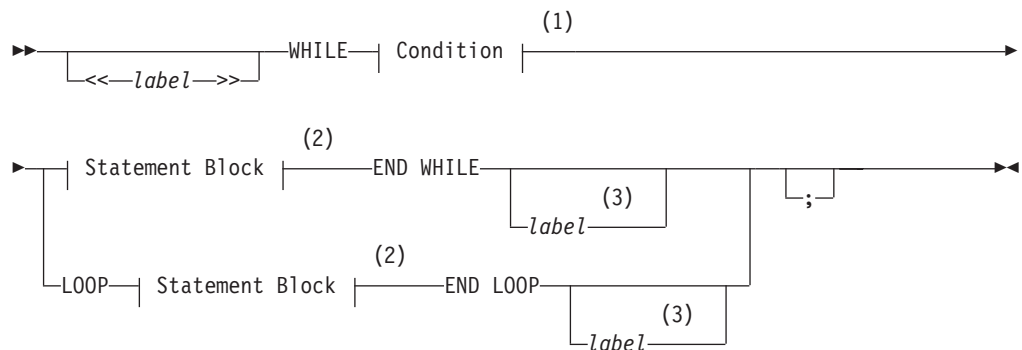 (1)
WHILE Condition
<<label>>
(2)
Statement Block END WHILE
(3)
label
;
(2)
LOOP Statement Block END LOOP
(3)
label